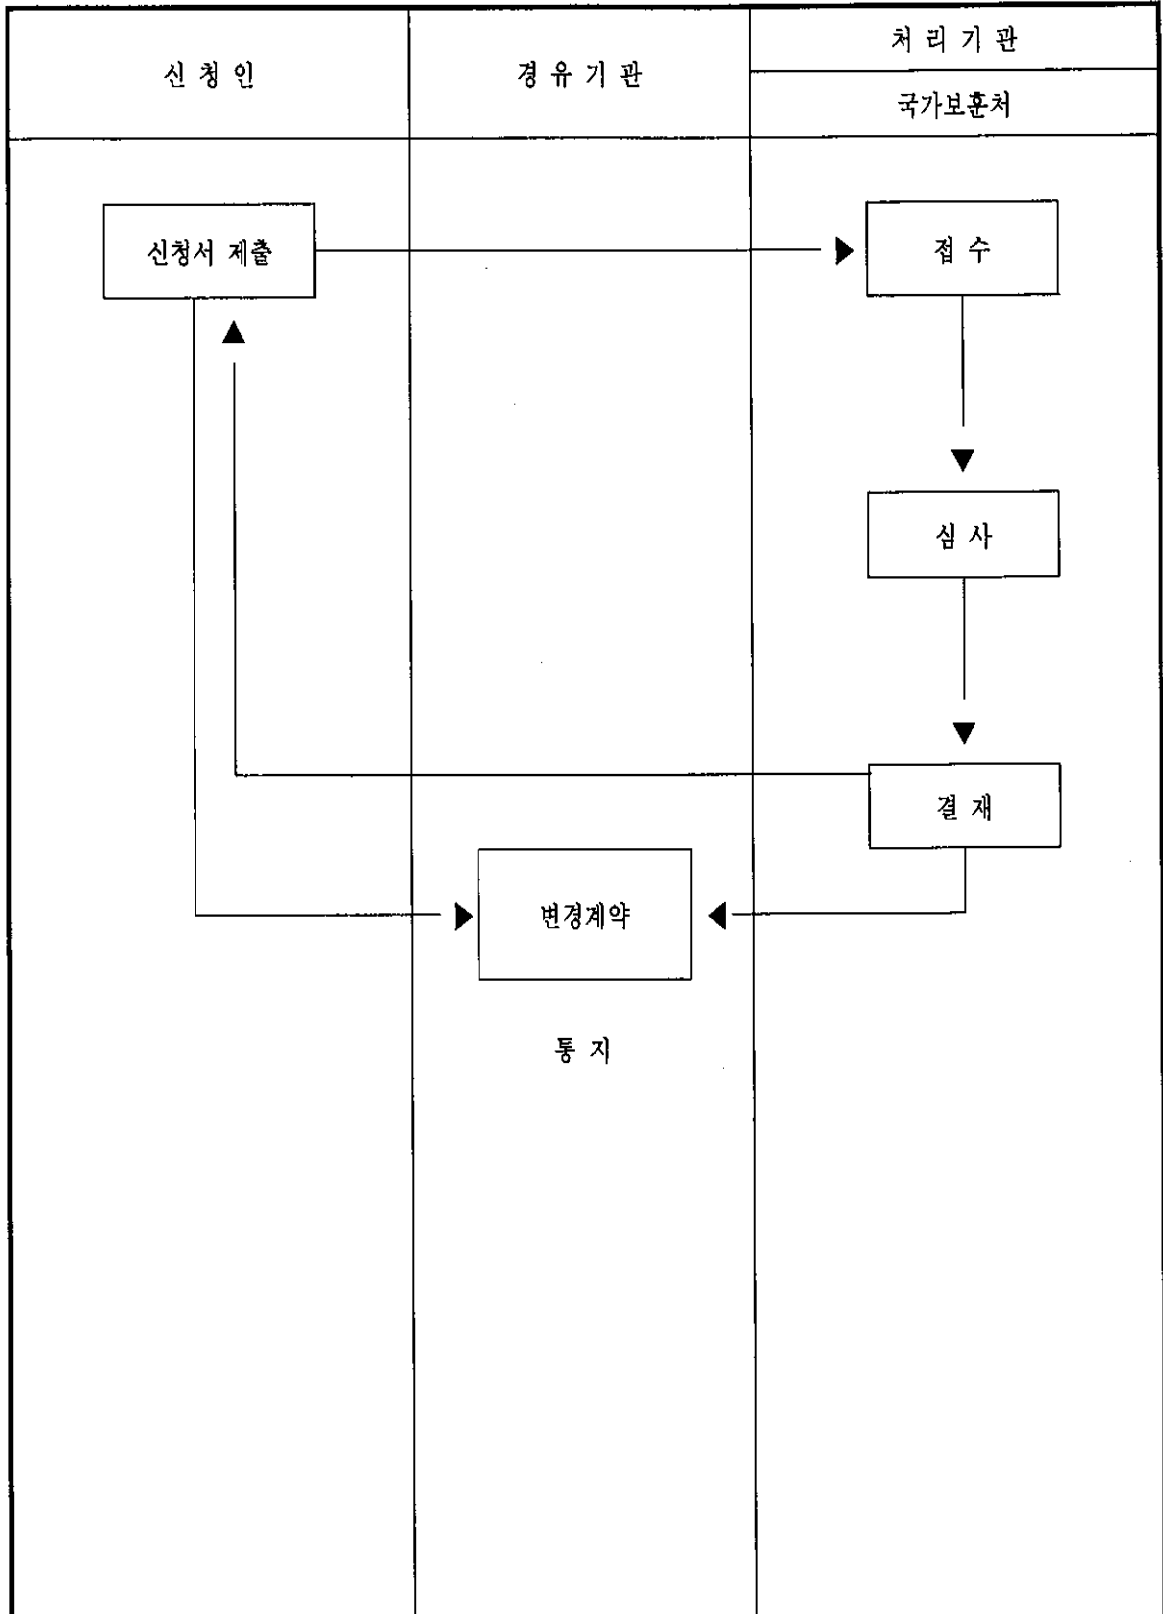 신 청 인
경 유 기 관
처 리 기 관
국가보훈처
신청서 제출
접 수
심 사
결 재
변경계약
통 지